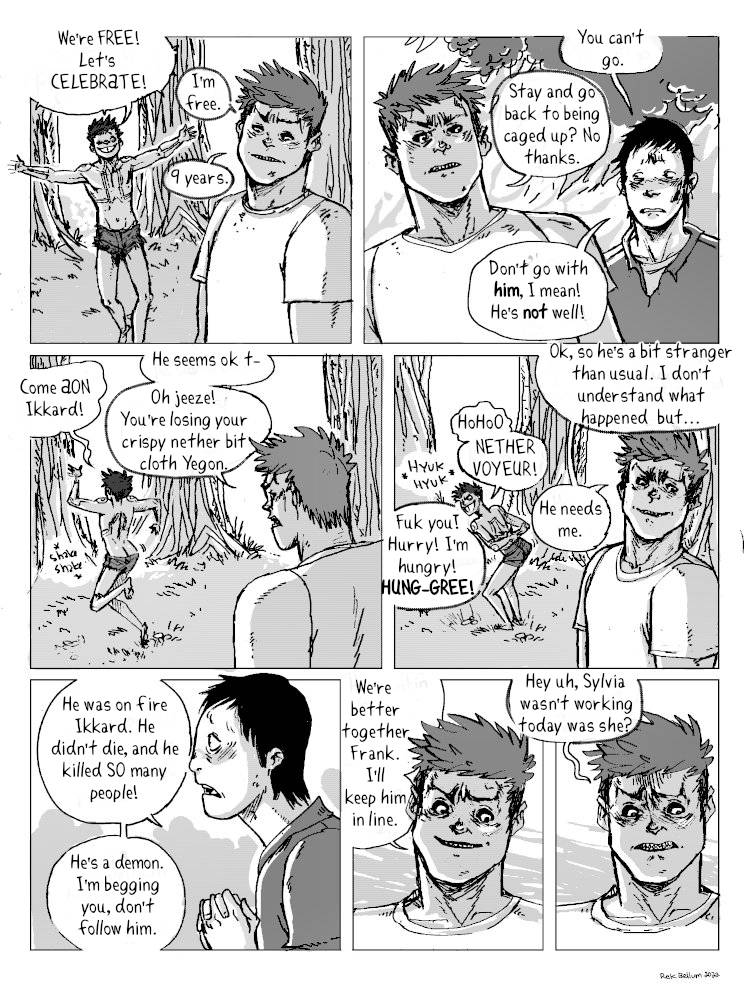 We're FREE!
Let's
CELEBRaTE!
I'm
free.
9 years.
You can't
go.
Stay and go
back to being
caged up? No
thanks.
Don't go with
him, I mean!
He's not well!
He seems ok t-
Come aON
Ikkard!
Oh jeeze!
You're losing your
crispy nether bit
cloth Yegon.
shake
shake
Ok, so he's a bit stranger
than usual. I don't
understand what
happened but...
HoHoO
NETHER
VOYEUR!
HYUK
HYUK
He needs
me.
Fuk you!
Hurry! I'm
hungry!
HUNG-GREE!
He was on fire
Ikkard. He
didn't die, and he
killed SO many
people!
He's a demon.
I'm begging
you, don't
follow him.
We're
better
together
Frank.
I'll
keep him
in line.
Hey uh, Sylvia
wasn't working
today was she?
Rek Bellum 2022